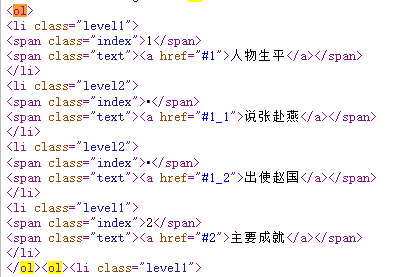 <ol>
<li class="level1">
<span class="index">1</span>
<span class="text"><a href="#1">人物生平</a></span>
</li>
<li class="level2">
<span class="index">▪</span>
<span class="text"><a href="#1_1">说张赴燕</a></span>
</li>
<li class="level2">
<span class="index">▪</span>
<span class="text"><a href="#1_2">出使赵国</a></span>
</li>
<li class="level1">
<span class="index">2</span>
<span class="text"><a href="#2">主要成就</a></span>
</li>
</ol><ol><li class="level1">